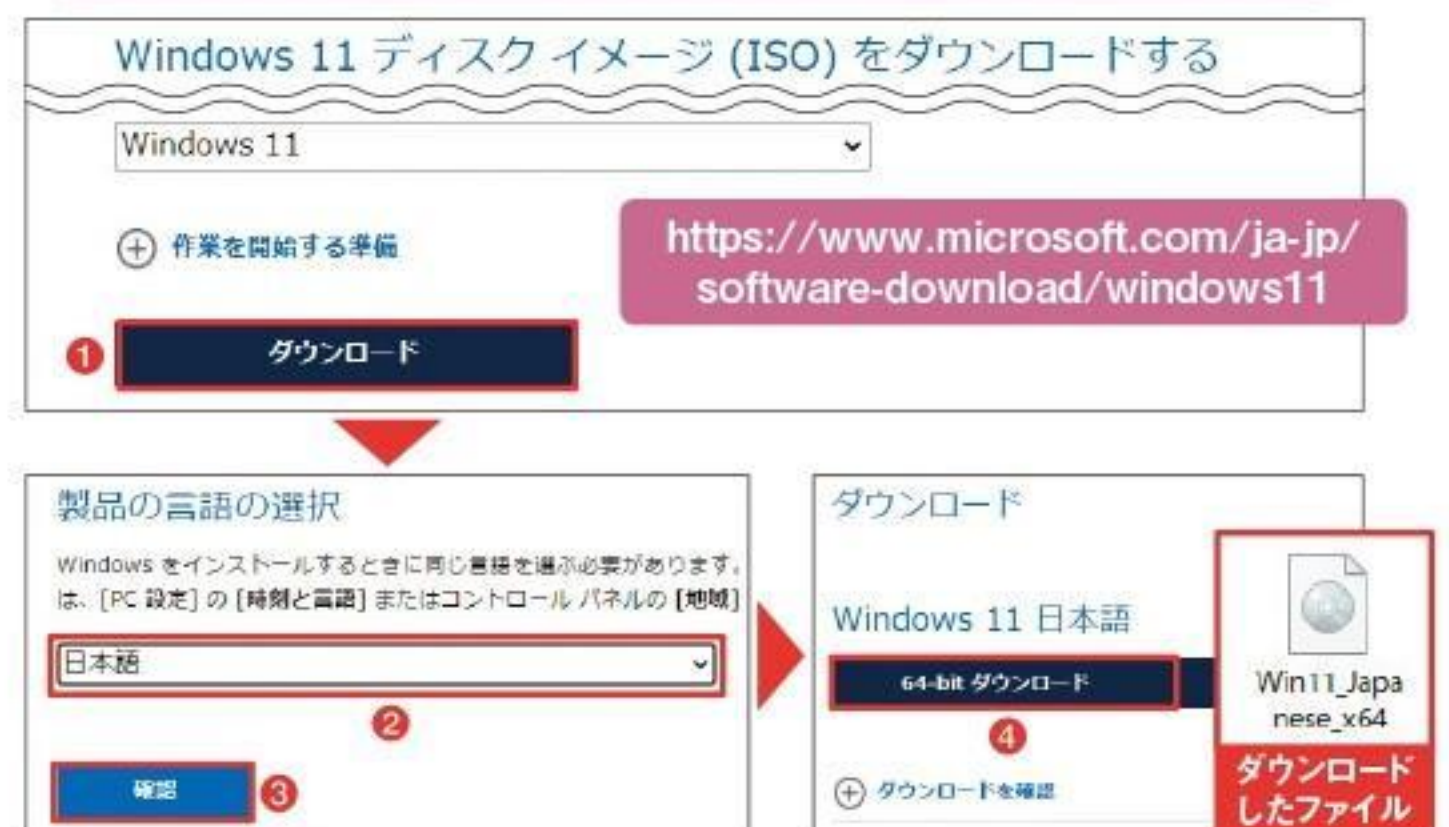 Windows 11 ディスク イメージ (ISO) をダウンロードする
Windows 11
作業を開始する準備
https://www.microsoft.com/ja-jp/
software-download/windows11
❶ ダウンロード
製品の言語の選択
Windows をインストールするときに同じ言語を選ぶ必要があります。
は、[PC 設定] の [時刻と言語] またはコントロール パネルの [地域]
日本語
❷
確認 ❸
ダウンロード
Windows 11 日本語
64-bit ダウンロード
❹
ダウンロードを確認
Win11_Japa
nese_x64
ダウンロード
したファイル